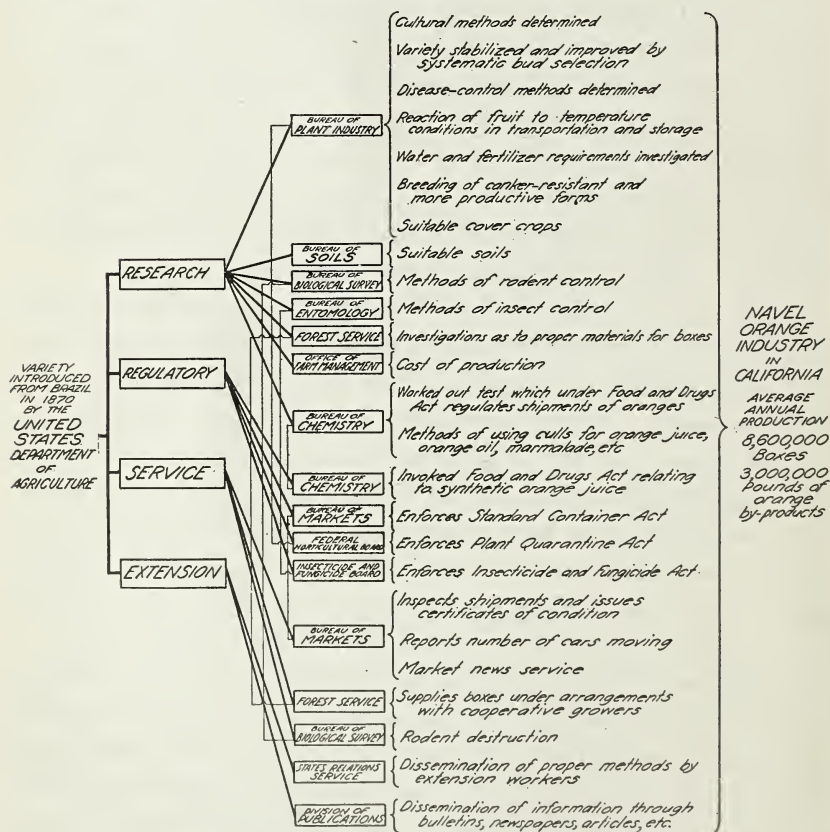 VARIETY
INTRODUCED
FROM BRAZIL
IN 1870
BY THE
UNITED
STATES
DEPARTMENT
OF
AGRICULTURE
RESEARCH
REGULATORY
SERVICE
EXTENSION
BUREAU OF
PLANT INDUSTRY
Cultural methods determined
Variety stabilized and improved by
systematic bud selection
Disease-control methods determined
Reaction of fruit to temperature
conditions in transportation and storage
Water and fertilizer requirements investigated
Breeding of canker-resistant and
more productive forms
Suitable cover crops
BUREAU OF
SOILS
Suitable soils
BUREAU OF
BIOLOGICAL SURVEY
Methods of rodent control
BUREAU OF
ENTOMOLOGY
Methods of insect control
FOREST SERVICE
Investigations as to proper materials for boxes
OFFICE OF
FARM MANAGEMENT
Cost of production
BUREAU OF
CHEMISTRY
Worked out test which under Food and Drugs
Act regulates shipments of oranges
Methods of using culls for orange juice,
orange oil, marmalade, etc
BUREAU OF
CHEMISTRY
Invoked Food and Drugs Act relating
to synthetic orange juice
BUREAU OF
MARKETS
Enforces Standard Container Act
FEDERAL
HORTICULTURAL BOARD
Enforces Plant Quarantine Act
INSECTICIDE AND
FUNGICIDE BOARD
Enforces Insecticide and Fungicide Act
BUREAU OF
MARKETS
Inspects shipments and issues
certificates of condition
Reports number of cars moving
Market news service
FOREST SERVICE
Supplies boxes under arrangements
with cooperative growers
BUREAU OF
BIOLOGICAL SURVEY
Rodent destruction
STATES RELATIONS
SERVICE
Dissemination of proper methods by
extension workers
DIVISION OF
PUBLICATIONS
Dissemination of information through
bulletins, newspapers, articles, etc.
NAVEL
ORANGE
INDUSTRY
IN
CALIFORNIA
AVERAGE
ANNUAL
PRODUCTION
8,600,000
Boxes
3,000,000
Pounds of
orange
by-products